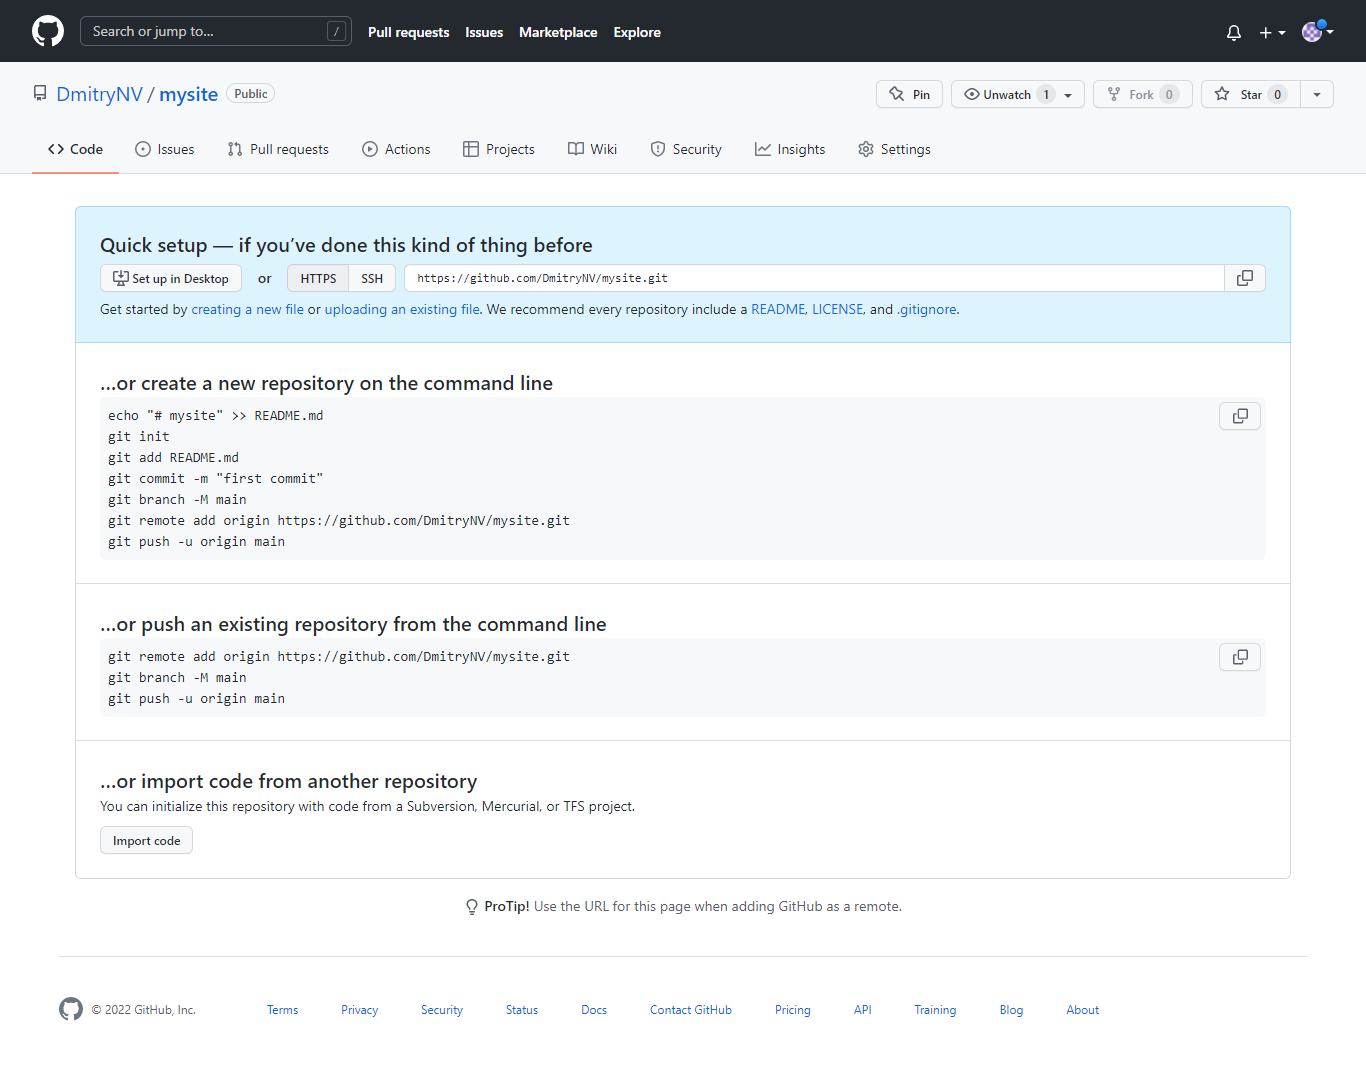 Search or jump to... /
Pull requests Issues Marketplace Explore
DmitryNV / mysite Public
Pin Unwatch 1 Fork 0 Star 0
Code Issues Pull requests Actions Projects Wiki Security Insights Settings
Quick setup — if you’ve done this kind of thing before
Set up in Desktop or HTTPS SSH https://github.com/DmitryNV/mysite.git
Get started by creating a new file or uploading an existing file. We recommend every repository include a README, LICENSE, and .gitignore.
…or create a new repository on the command line
echo "# mysite" >> README.md
git init
git add README.md
git commit -m "first commit"
git branch -M main
git remote add origin https://github.com/DmitryNV/mysite.git
git push -u origin main
…or push an existing repository from the command line
git remote add origin https://github.com/DmitryNV/mysite.git
git branch -M main
git push -u origin main
…or import code from another repository
You can initialize this repository with code from a Subversion, Mercurial, or TFS project.
Import code
ProTip! Use the URL for this page when adding GitHub as a remote.
© 2022 GitHub, Inc. Terms Privacy Security Status Docs Contact GitHub Pricing API Training Blog About